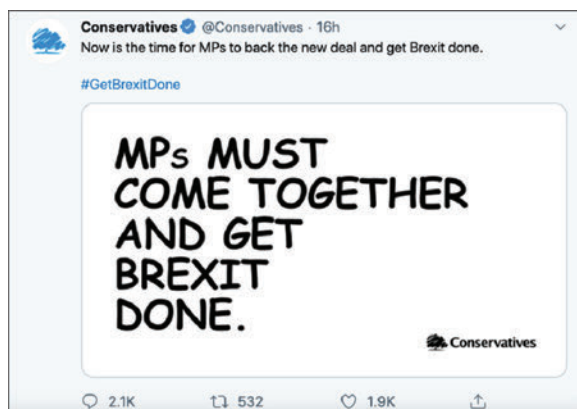 Conservatives @Conservatives · 16h
Now is the time for MPs to back the new deal and get Brexit done.
#GetBrexitDone
MPs MUST
COME TOGETHER
AND GET
BREXIT
DONE.
Conservatives
2.1K 532 1.9K